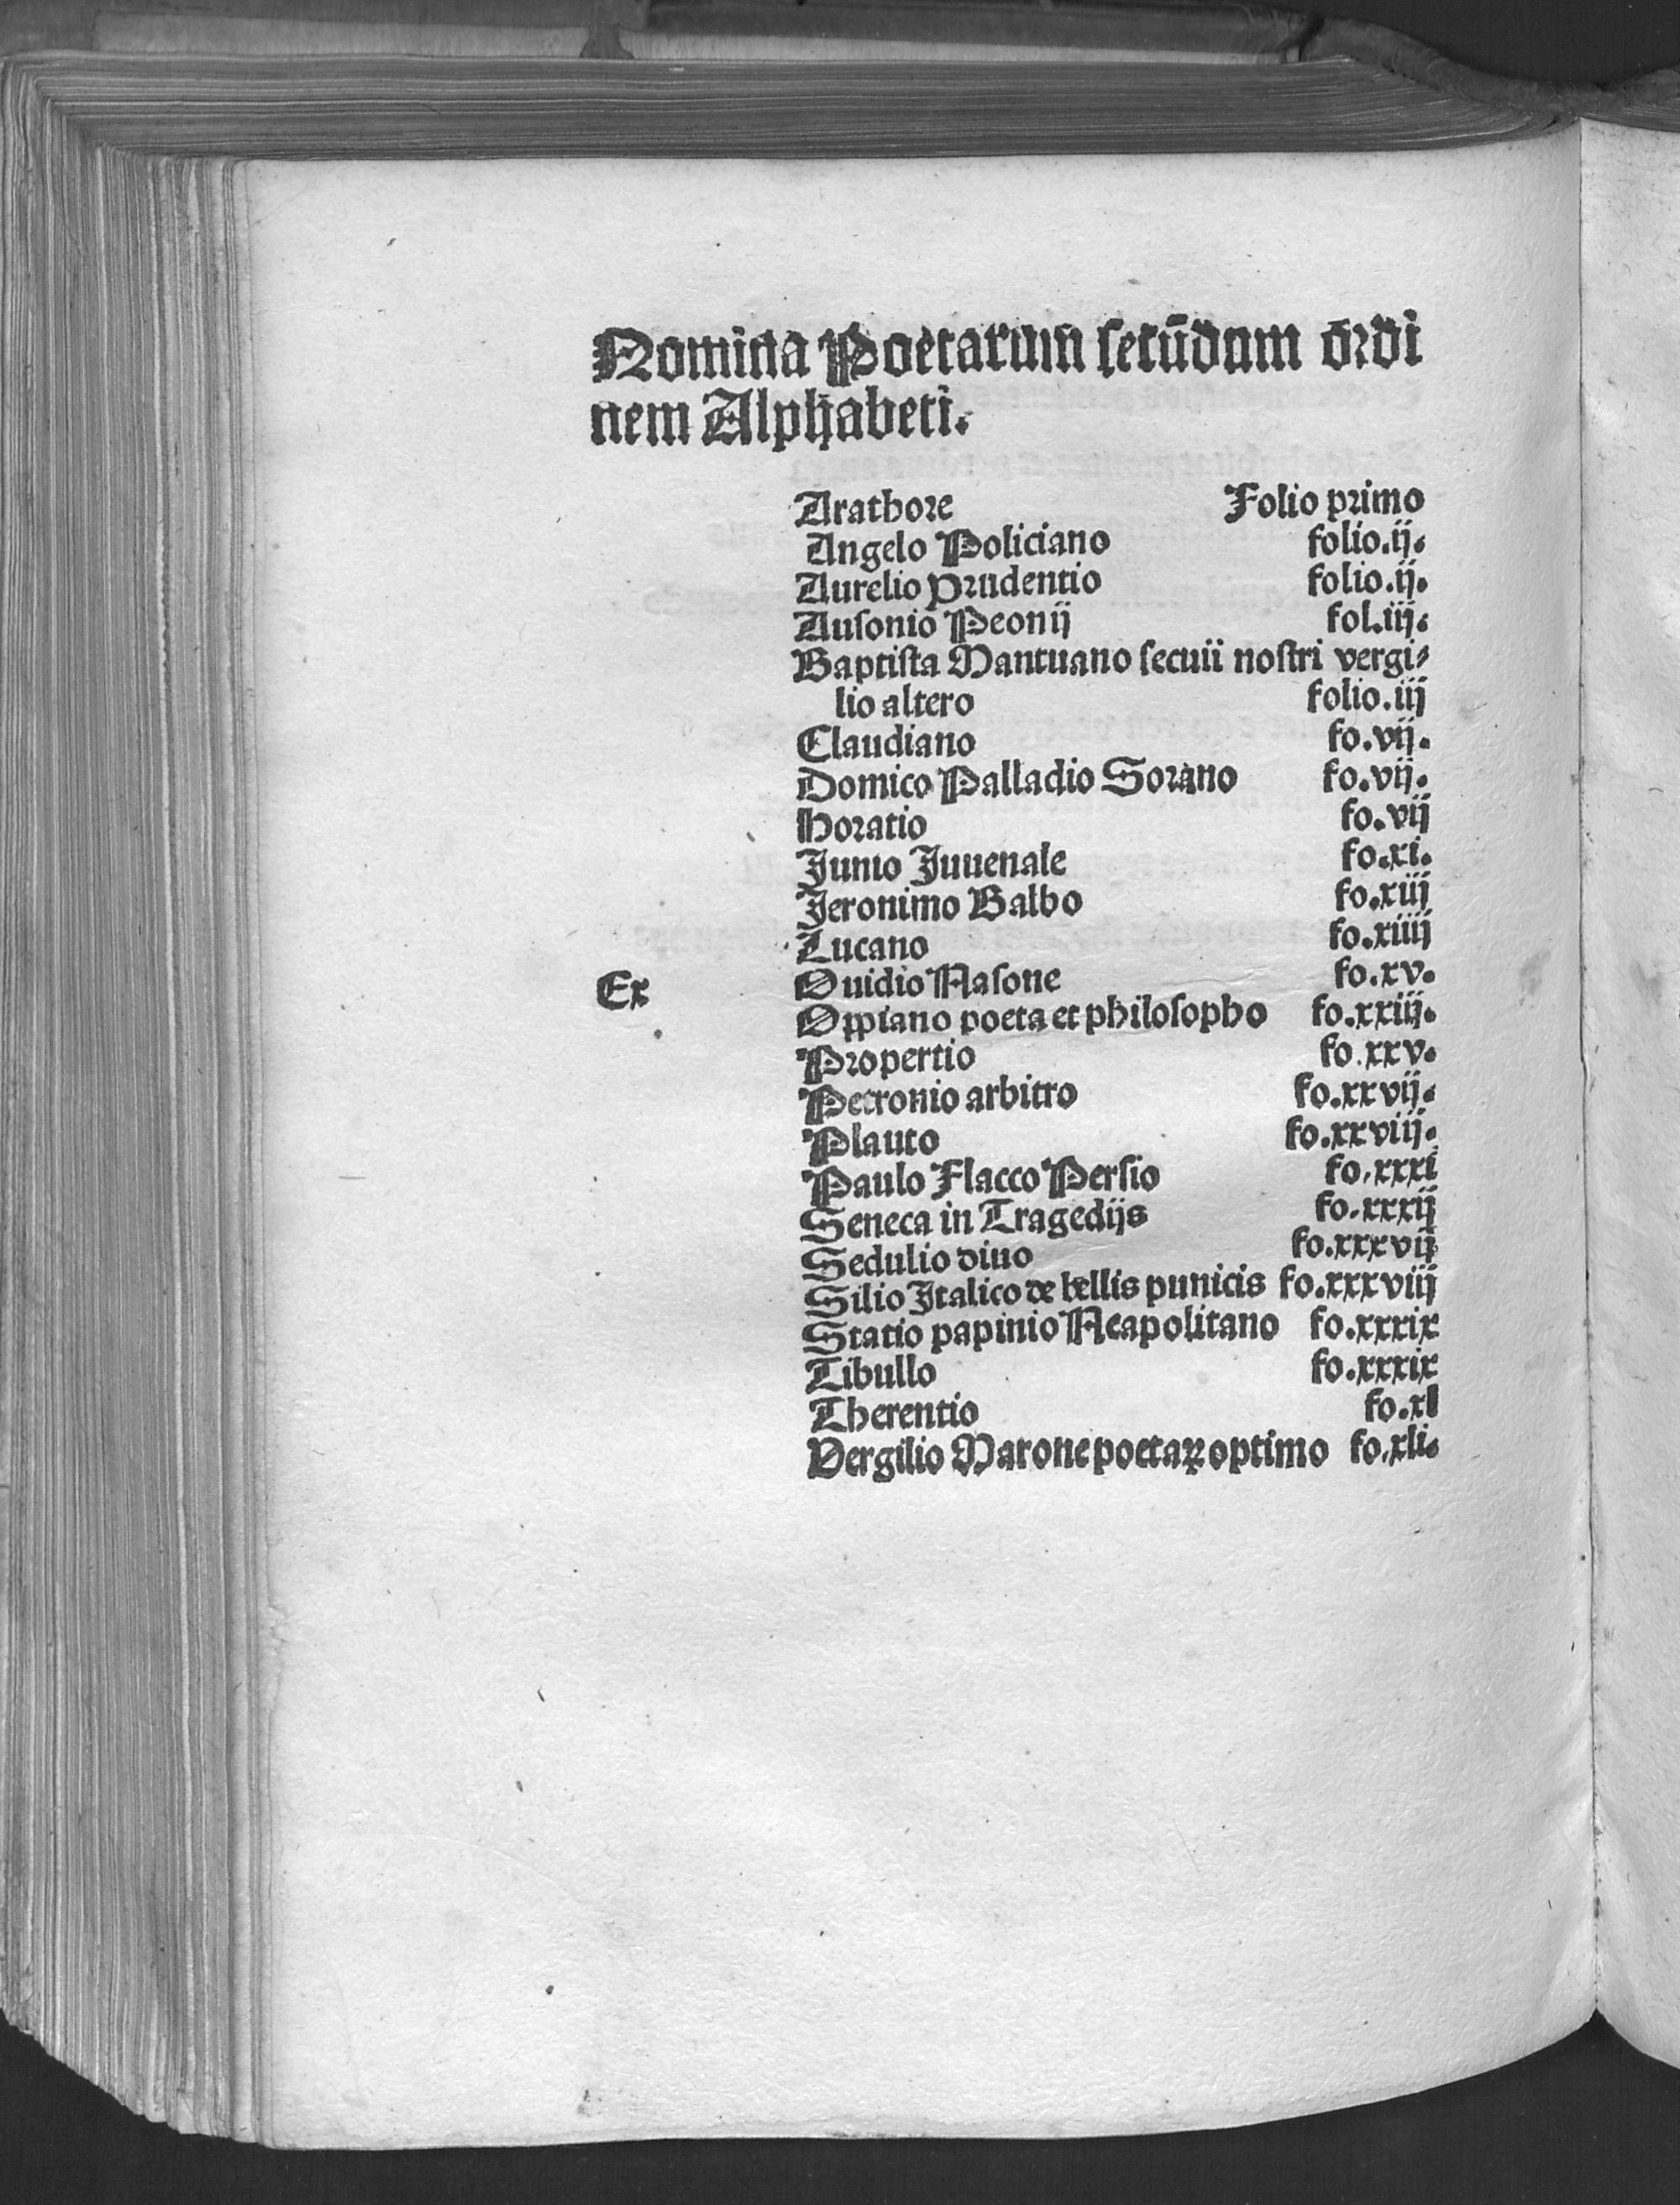 Nomina Poetarum secūdum ordi
nem Alphabeti.
Arathore Folio primo
Angelo Policiano folio.ij.
Aurelio prudentio folio.ij.
Ausonio Peonij fol.iij.
Baptista Mantuano secuii nostri vergi⸗
lio altero folio.iij
Claudiano fo.vij.
Domico Palladio Sorano fo.vij.
Horatio fo.vij
Junio Juuenale fo.xi.
Jeronimo Balbo fo.xiij
Lucano fo.xiiij
Ex Ouidio Nasone fo.xv.
Oppiano poeta et philosopho fo.xxiij.
Propertio fo.xxv.
Petronio arbitro fo.xxvij.
Plauto fo.xxviij.
Paulo Flacco Persio fo.xxxi
Seneca in Tragedijs fo.xxxij
Sedulio diuo fo.xxxvij
Silio Italico de bellis punicis fo.xxxviij
Statio papinio Neapolitano fo.xxxix
Tibullo fo.xxxix
Therentio fo.xl
Vergilio Marone poetaꝝ optimo fo.xli.